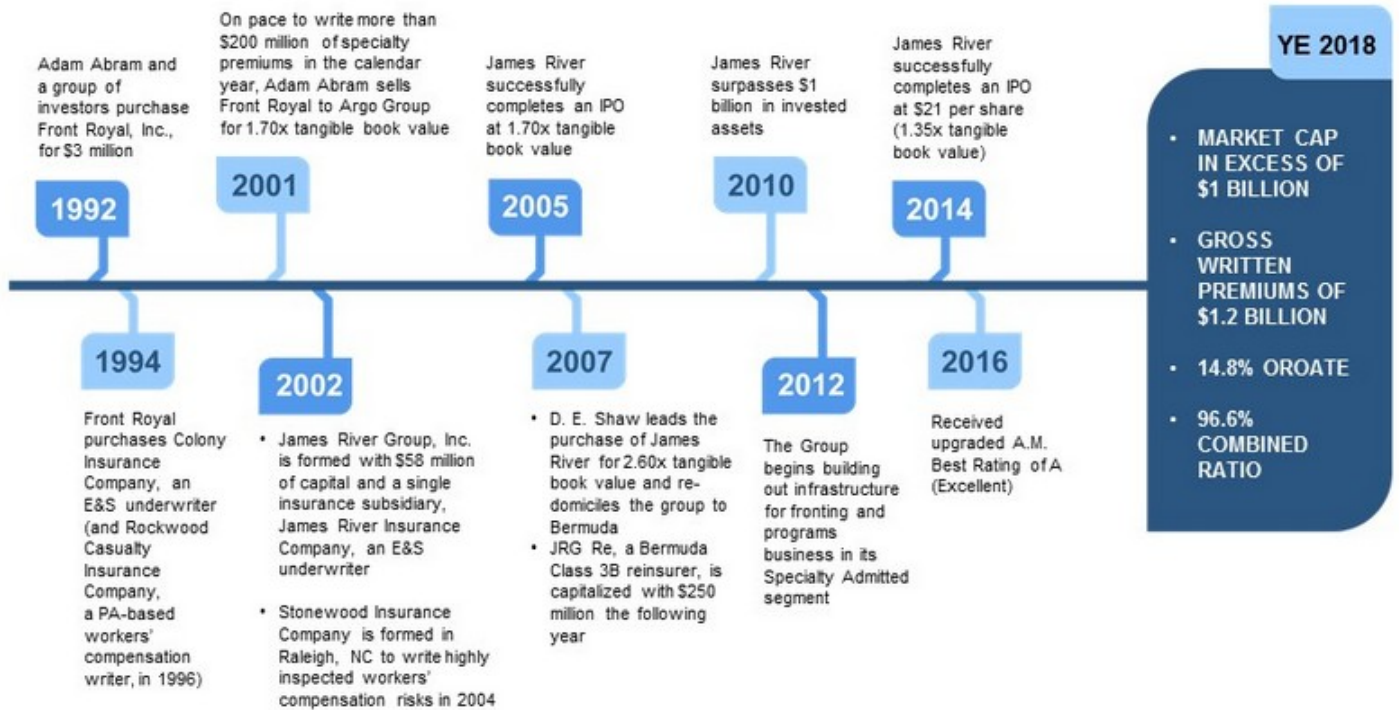 Adam Abram and
a group of
investors purchase
Front Royal, Inc.,
for $3 million
1992
On pace to write more than
$200 million of specialty
premiums in the calendar
year, Adam Abram sells
Front Royal to Argo Group
for 1.70x tangible book value
2001
James River
successfully
completes an IPO
at 1.70x tangible
book value
2005
James River
surpasses $1
billion in invested
assets
2010
James River
successfully
completes an IPO
at $21 per share
(1.35x tangible
book value)
2014
1994
Front Royal
purchases Colony
Insurance
Company, an
E&S underwriter
(and Rockwood
Casualty
Insurance
Company,
a PA-based
workers'
compensation
writer, in 1996)
2002
• James River Group, Inc.
is formed with $58 million
of capital and a single
insurance subsidiary,
James River Insurance
Company, an E&S
underwriter
• Stonewood Insurance
Company is formed in
Raleigh, NC to write highly
inspected workers'
compensation risks in 2004
2007
• D. E. Shaw leads the
purchase of James
River for 2.60x tangible
book value and re-
domiciles the group to
Bermuda
• JRG Re, a Bermuda
Class 3B reinsurer, is
capitalized with $250
million the following
year
2012
The Group
begins building
out infrastructure
for fronting and
programs
business in its
Specialty Admitted
segment
2016
Received
upgraded A.M.
Best Rating of A
(Excellent)
YE 2018
• MARKET CAP
IN EXCESS OF
$1 BILLION
• GROSS
WRITTEN
PREMIUMS OF
$1.2 BILLION
• 14.8% OROATE
• 96.6%
COMBINED
RATIO